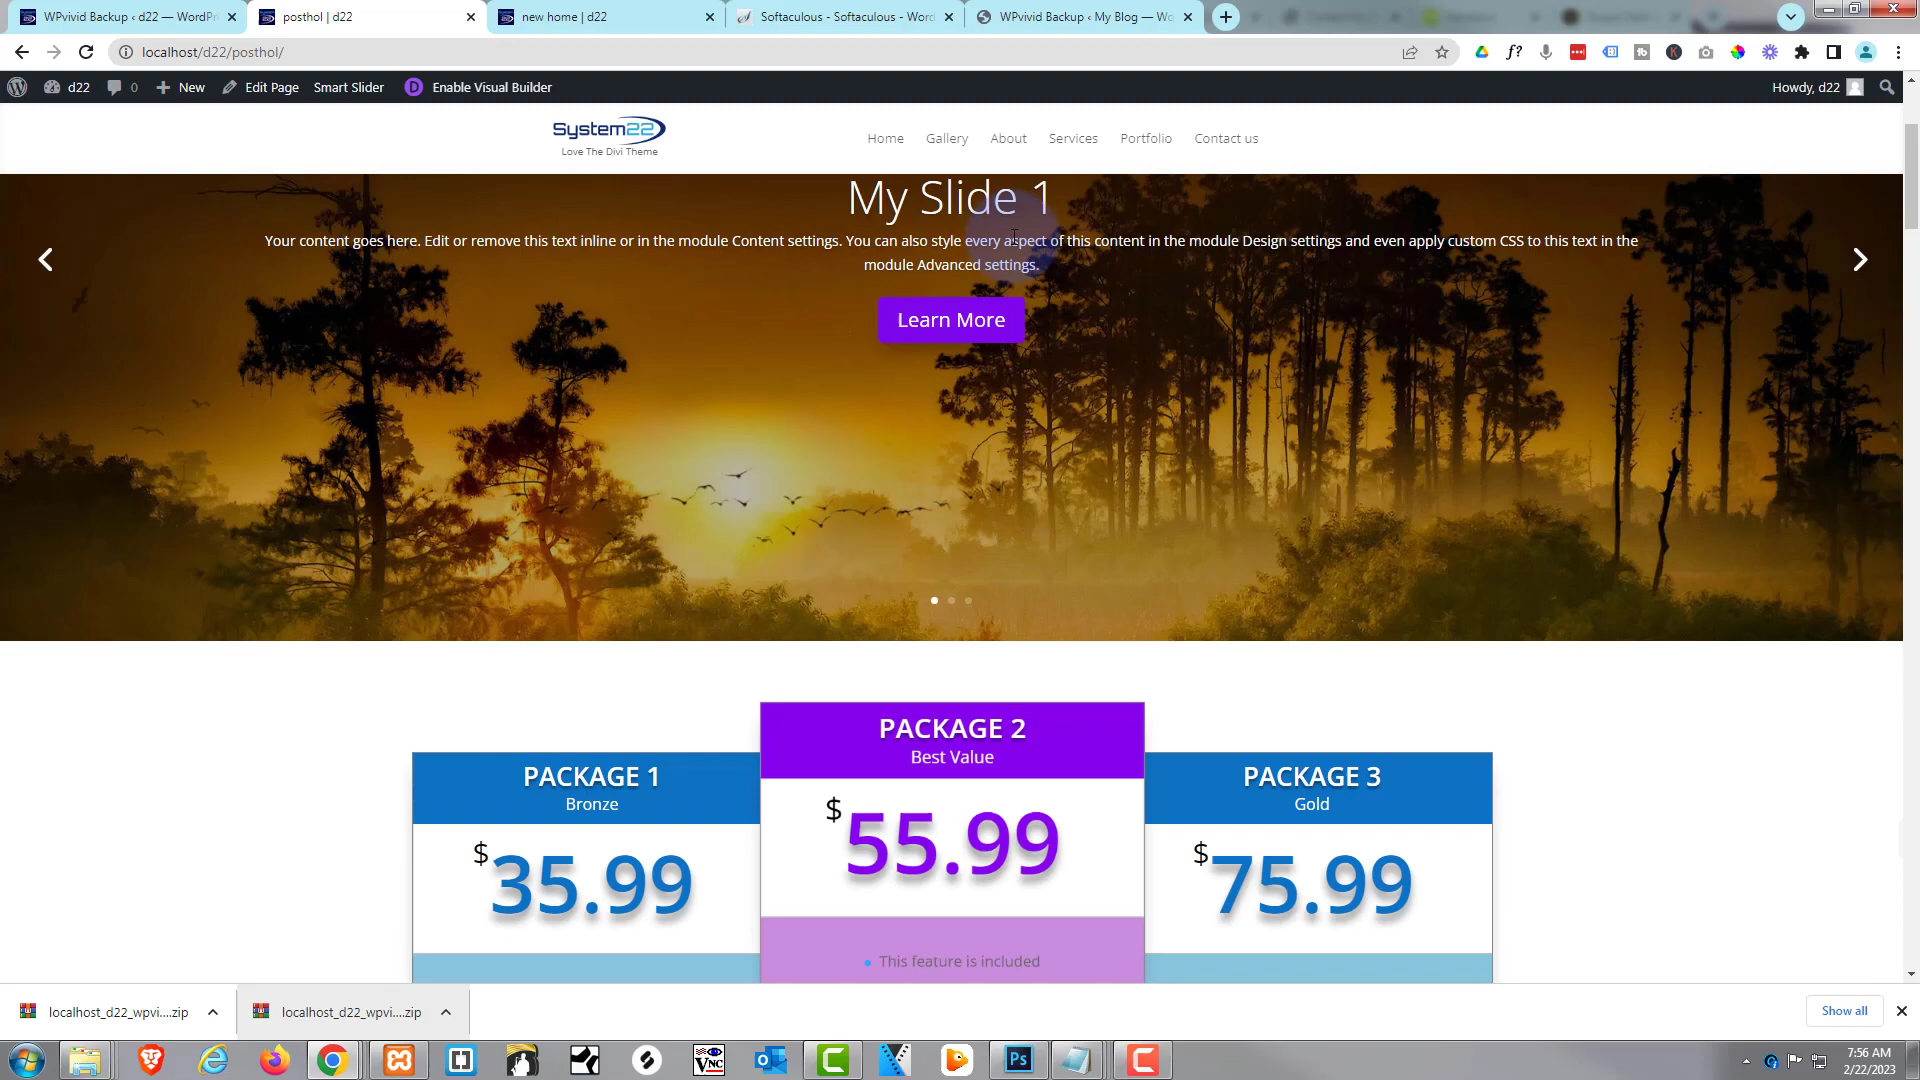 WPvivid Backup ‹ d22 — WordPr
posthol | d22
new home | d22
Softaculous - Softaculous - Word
WPvivid Backup ‹ My Blog — Wo
localhost/d22/posthol/
d22
0
New
Edit Page
Smart Slider
Enable Visual Builder
Howdy, d22
System22
Love The Divi Theme
Home
Gallery
About
Services
Portfolio
Contact us
My Slide 1
Your content goes here. Edit or remove this text inline or in the module Content settings. You can also style every aspect of this content in the module Design settings and even apply custom CSS to this text in the
module Advanced settings.
Learn More
PACKAGE 1
Bronze
$35.99
PACKAGE 2
Best Value
$55.99
This feature is included
PACKAGE 3
Gold
$75.99
localhost_d22_wpvi....zip
localhost_d22_wpvi....zip
Show all
7:56 AM
2/22/2023